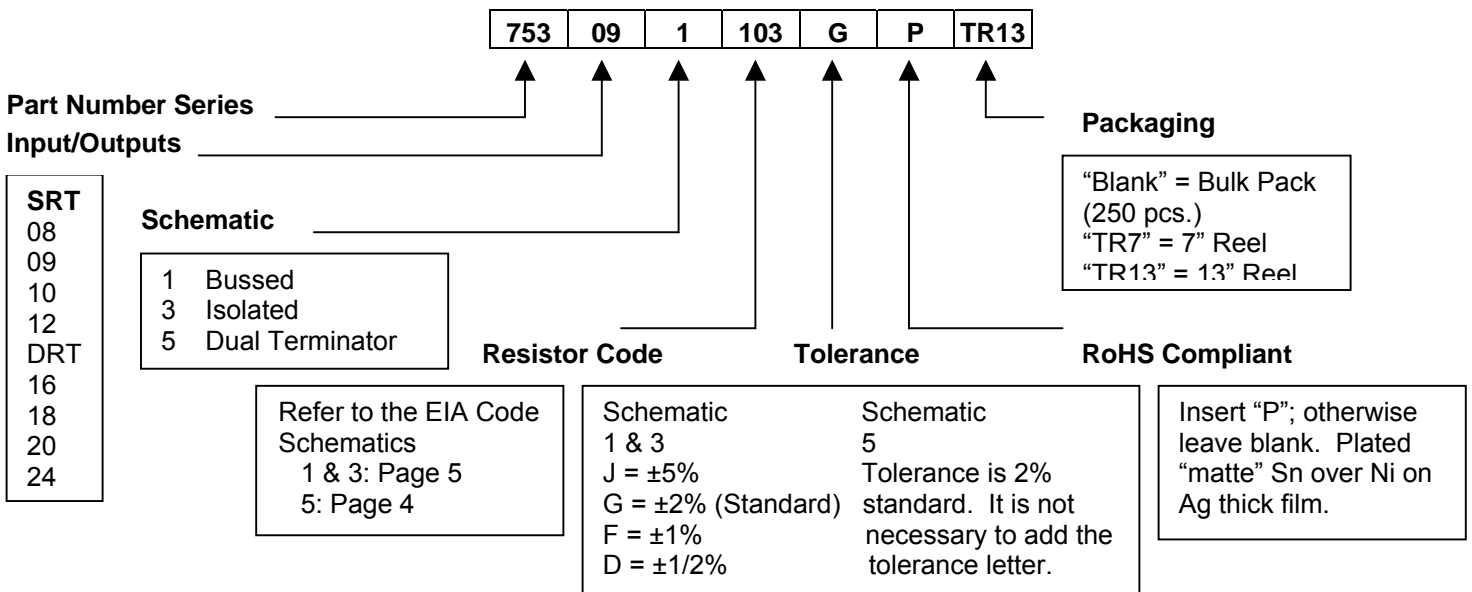 753 09 1 103 G P TR13
Part Number Series
Input/Outputs
SRT
08
09
10
12
DRT
16
18
20
24
Schematic
1 Bussed
3 Isolated
5 Dual Terminator
Resistor Code
Refer to the EIA Code
Schematics
1 & 3: Page 5
5: Page 4
Tolerance
Schematic
1 & 3
J = ±5%
G = ±2% (Standard)
F = ±1%
D = ±1/2%
Schematic
5
Tolerance is 2%
standard. It is not
necessary to add the
tolerance letter.
RoHS Compliant
Insert “P”; otherwise
leave blank. Plated
“matte” Sn over Ni on
Ag thick film.
Packaging
“Blank” = Bulk Pack
(250 pcs.)
“TR7” = 7” Reel
“TR13” = 13” Reel